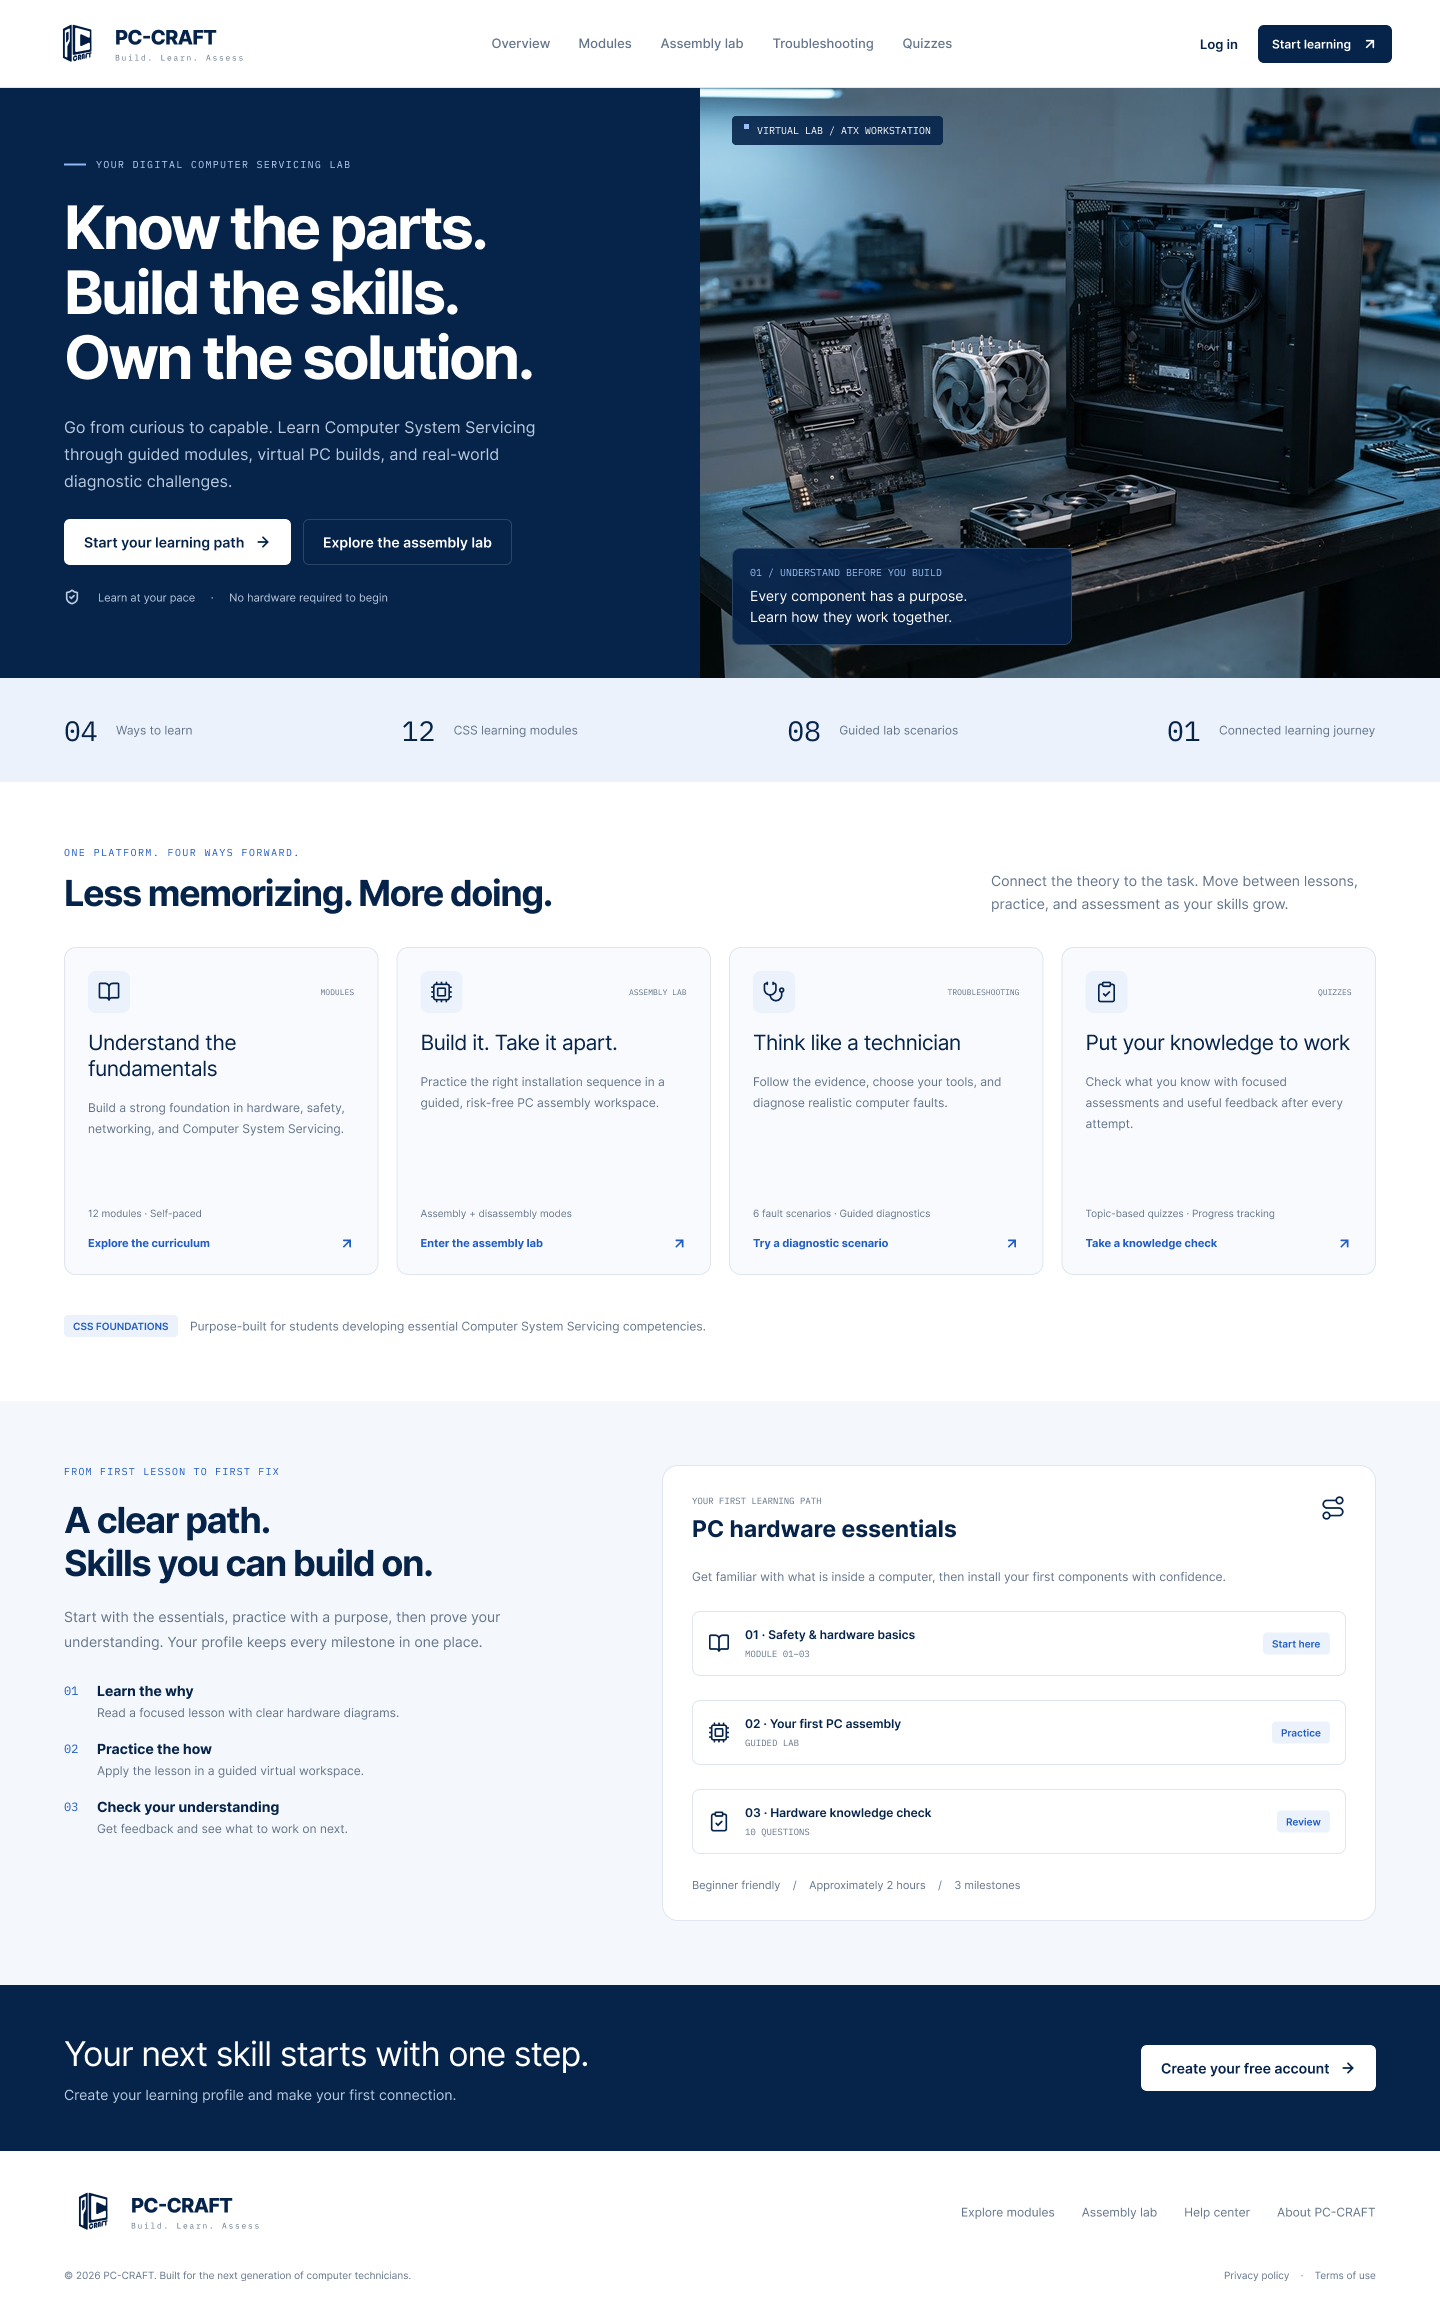 PC-CRAFT
Build. Learn. Assess
Overview
Modules
Assembly lab
Troubleshooting
Quizzes
Log in
Start learning
YOUR DIGITAL COMPUTER SERVICING LAB
Know the parts.
Build the skills.
Own the solution.
Go from curious to capable. Learn Computer System Servicing
through guided modules, virtual PC builds, and real-world
diagnostic challenges.
Start your learning path
Explore the assembly lab
Learn at your pace · No hardware required to begin
VIRTUAL LAB / ATX WORKSTATION
01 / UNDERSTAND BEFORE YOU BUILD
Every component has a purpose.
Learn how they work together.
04 Ways to learn
12 CSS learning modules
08 Guided lab scenarios
01 Connected learning journey
ONE PLATFORM. FOUR WAYS FORWARD.
Less memorizing. More doing.
Connect the theory to the task. Move between lessons,
practice, and assessment as your skills grow.
MODULES
Understand the
fundamentals
Build a strong foundation in hardware, safety,
networking, and Computer System Servicing.
12 modules · Self-paced
Explore the curriculum
ASSEMBLY LAB
Build it. Take it apart.
Practice the right installation sequence in a
guided, risk-free PC assembly workspace.
Assembly + disassembly modes
Enter the assembly lab
TROUBLESHOOTING
Think like a technician
Follow the evidence, choose your tools, and
diagnose realistic computer faults.
6 fault scenarios · Guided diagnostics
Try a diagnostic scenario
QUIZZES
Put your knowledge to work
Check what you know with focused
assessments and useful feedback after every
attempt.
Topic-based quizzes · Progress tracking
Take a knowledge check
CSS FOUNDATIONS
Purpose-built for students developing essential Computer System Servicing competencies.
FROM FIRST LESSON TO FIRST FIX
A clear path.
Skills you can build on.
Start with the essentials, practice with a purpose, then prove your
understanding. Your profile keeps every milestone in one place.
01 Learn the why
Read a focused lesson with clear hardware diagrams.
02 Practice the how
Apply the lesson in a guided virtual workspace.
03 Check your understanding
Get feedback and see what to work on next.
YOUR FIRST LEARNING PATH
PC hardware essentials
Get familiar with what is inside a computer, then install your first components with confidence.
01 · Safety & hardware basics
MODULE 01–03
Start here
02 · Your first PC assembly
GUIDED LAB
Practice
03 · Hardware knowledge check
10 QUESTIONS
Review
Beginner friendly / Approximately 2 hours / 3 milestones
Your next skill starts with one step.
Create your learning profile and make your first connection.
Create your free account
PC-CRAFT
Build. Learn. Assess
Explore modules
Assembly lab
Help center
About PC-CRAFT
© 2026 PC-CRAFT. Built for the next generation of computer technicians.
Privacy policy · Terms of use